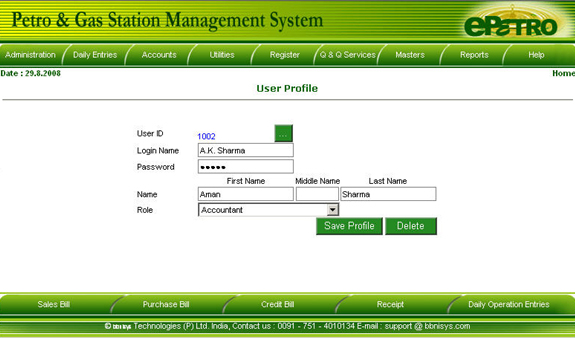 Petro & Gas Station Management System
ePetro
Administration Daily Entries Accounts Utilities Register Q & Q Services Masters Reports Help
Date : 29.8.2008 Home
User Profile
User ID 1002 ...
Login Name A.K. Sharma
Password •••••
First Name Middle Name Last Name
Name Aman Sharma
Role Accountant
Save Profile Delete
Sales Bill Purchase Bill Credit Bill Receipt Daily Operation Entries
© bbnisys Technologies (P) Ltd. India, Contact us : 0091 - 751 - 4010134 E-mail : support @ bbnisys.com